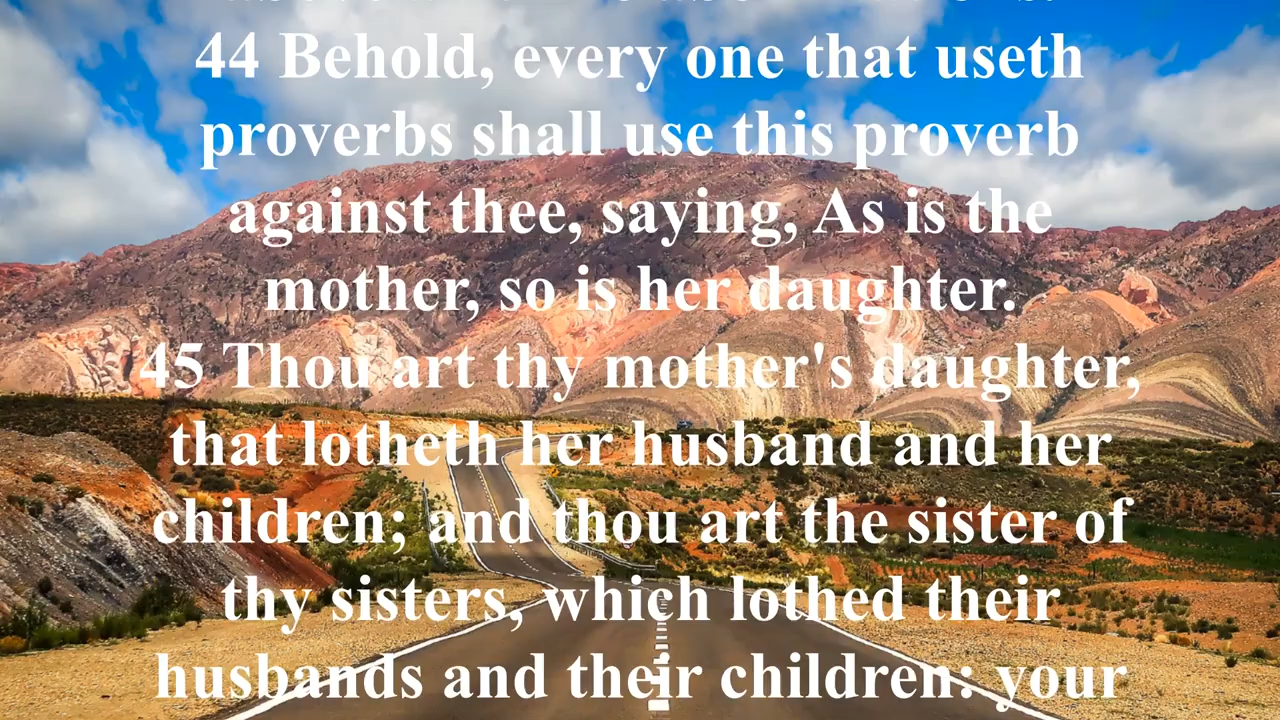 44 Behold, every one that useth
proverbs shall use this proverb
against thee, saying, As is the
mother, so is her daughter.
45 Thou art thy mother's daughter,
that lotheth her husband and her
children; and thou art the sister of
thy sisters, which lothed their
husbands and their children: your